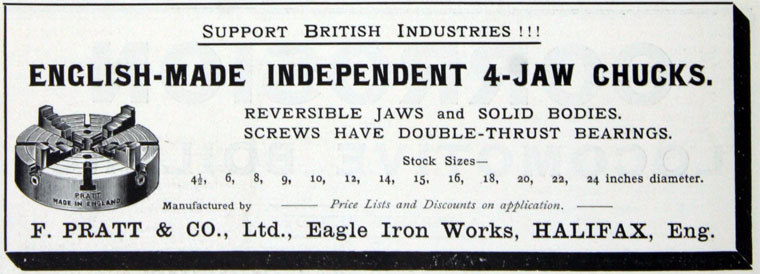 SUPPORT BRITISH INDUSTRIES !!!
ENGLISH-MADE INDEPENDENT 4-JAW CHUCKS.
REVERSIBLE JAWS and SOLID BODIES.
SCREWS HAVE DOUBLE-THRUST BEARINGS.
Stock Sizes—
4½, 6, 8, 9, 10, 12, 14, 15, 16, 18, 20, 22, 24 inches diameter.
PRATT
MADE IN ENGLAND
Manufactured by —— Price Lists and Discounts on application. ——
F. PRATT & CO., Ltd., Eagle Iron Works, HALIFAX, Eng.